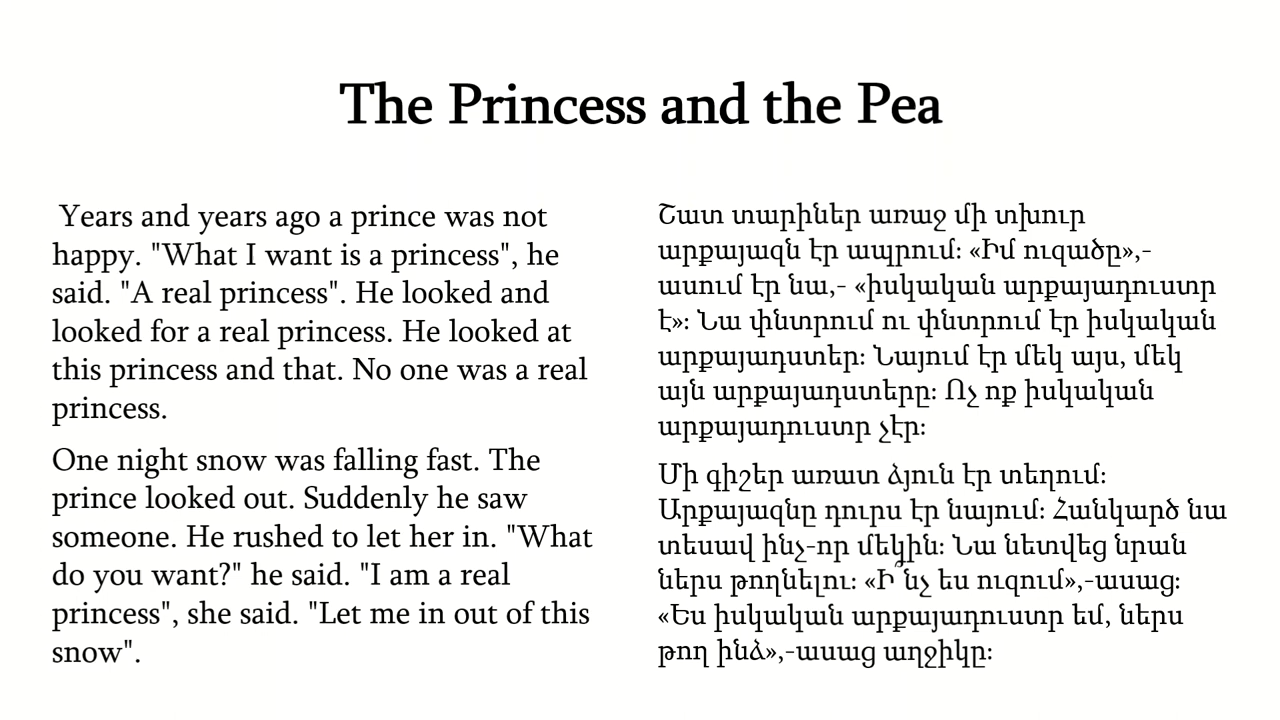 The Princess and the Pea
Years and years ago a prince was not
happy. "What I want is a princess", he
said. "A real princess". He looked and
looked for a real princess. He looked at
this princess and that. No one was a real
princess.
One night snow was falling fast. The
prince looked out. Suddenly he saw
someone. He rushed to let her in. "What
do you want?" he said. "I am a real
princess", she said. "Let me in out of this
snow".
Շատ տարիներ առաջ մի տխուր
արքայազն էր ապրում։ «Իմ ուզածը»,-
ասում էր նա,- «իսկական արքայադուստր
է»։ Նա փնտրում ու փնտրում էր իսկական
արքայադստեր։ Նայում էր մեկ այս, մեկ
այն արքայադստերը։ Ոչ ոք իսկական
արքայադուստր չէր։
Մի գիշեր առատ ձյուն էր տեղում։
Արքայազնը դուրս էր նայում։ Հանկարծ նա
տեսավ ինչ-որ մեկին։ Նա նետվեց նրան
ներս թողնելու։ «Ի՞նչ ես ուզում»,-ասաց։
«Ես իսկական արքայադուստր եմ, ներս
թող ինձ»,-ասաց աղջիկը։